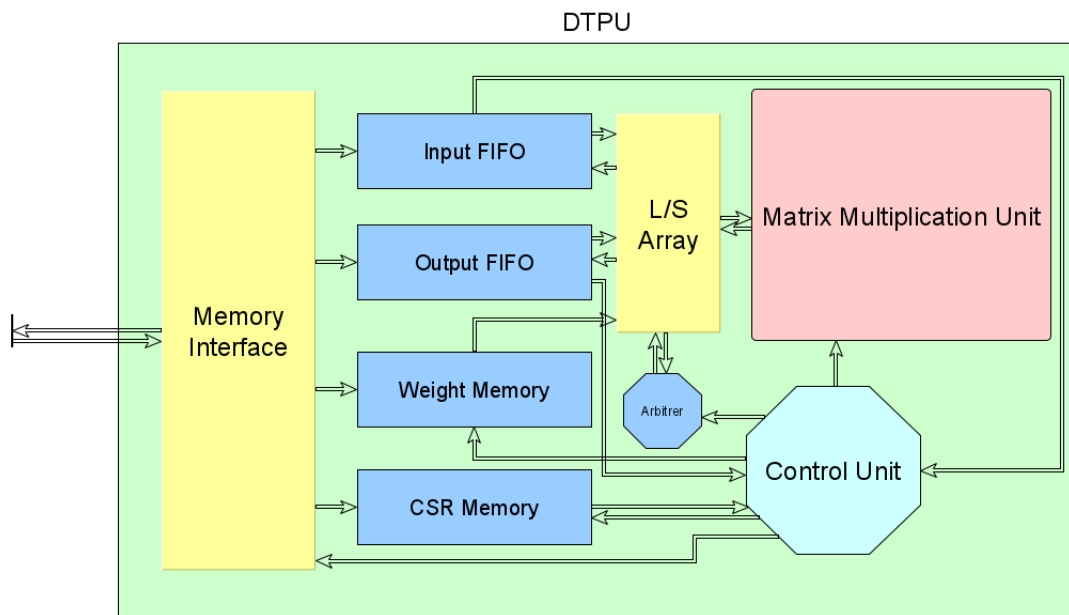 DTPU
Memory
Interface
Input FIFO
Output FIFO
Weight Memory
CSR Memory
L/S
Array
Arbitrer
Matrix Multiplication Unit
Control Unit